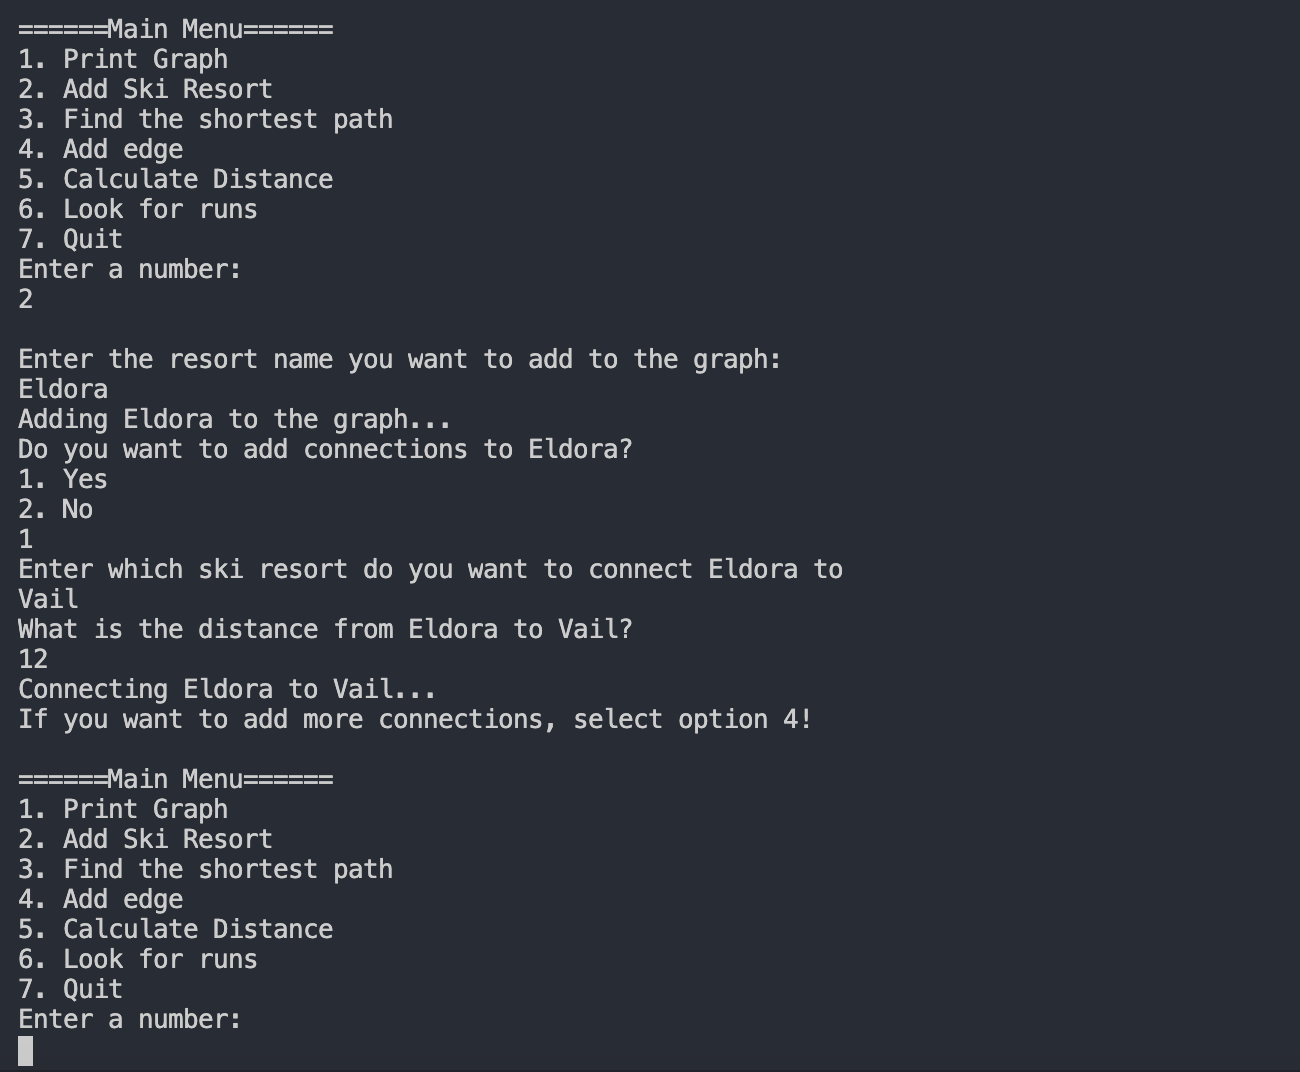 ======Main Menu======
1. Print Graph
2. Add Ski Resort
3. Find the shortest path
4. Add edge
5. Calculate Distance
6. Look for runs
7. Quit
Enter a number:
2
Enter the resort name you want to add to the graph:
Eldora
Adding Eldora to the graph...
Do you want to add connections to Eldora?
1. Yes
2. No
1
Enter which ski resort do you want to connect Eldora to
Vail
What is the distance from Eldora to Vail?
12
Connecting Eldora to Vail...
If you want to add more connections, select option 4!
======Main Menu======
1. Print Graph
2. Add Ski Resort
3. Find the shortest path
4. Add edge
5. Calculate Distance
6. Look for runs
7. Quit
Enter a number: